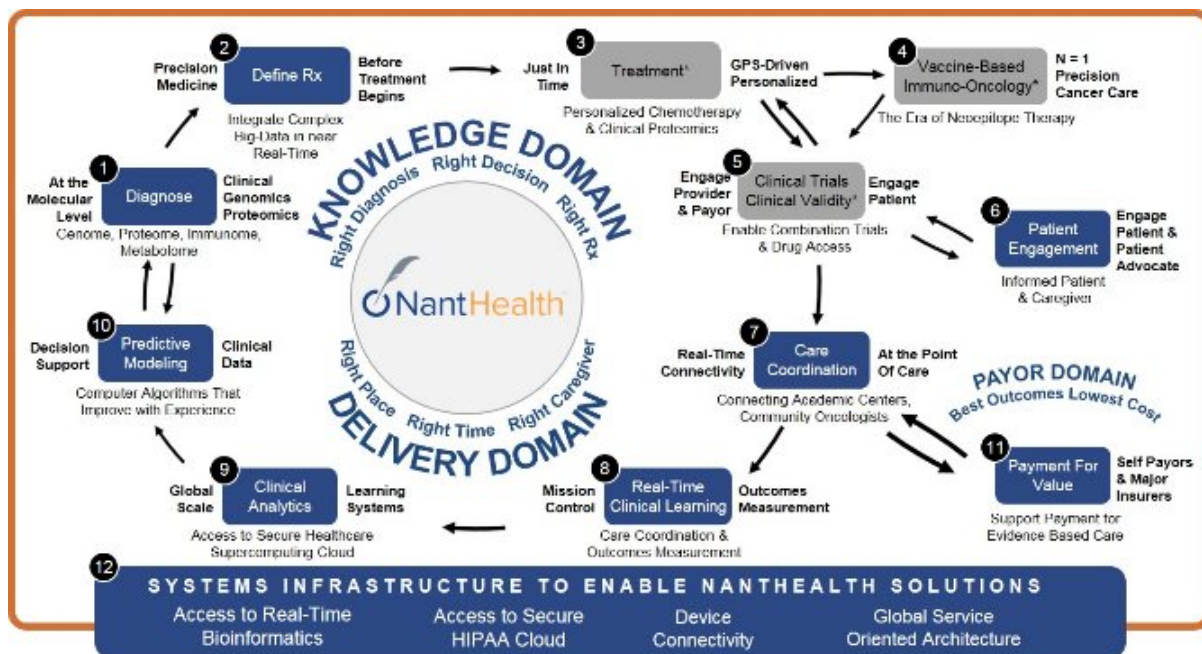 2
Define Rx
Precision
Medicine
Before
Treatment
Begins
Integrate Complex
Big-Data in near
Real-Time
3
Treatment*
Just In
Time
GPS-Driven
Personalized
Personalized Chemotherapy
& Clinical Proteomics
4
Vaccine-Based
Immuno-Oncology^
N = 1
Precision
Cancer Care
The Era of Neoepitope Therapy
1
Diagnose
At the
Molecular
Level
Clinical
Genomics
Proteomics
Genome, Proteome, Immunome,
Metabolome
KNOWLEDGE DOMAIN
Right Diagnosis Right Decision Right Rx
NantHealth
Right Place Right Time Right Caregiver
DELIVERY DOMAIN
5
Clinical Trials
Clinical Validity*
Engage
Provider
& Payor
Engage
Patient
Enable Combination Trials
& Drug Access
6
Patient
Engagement
Engage
Patient &
Patient
Advocate
Informed Patient
& Caregiver
10
Predictive
Modeling
Decision
Support
Clinical
Data
Computer Algorithms That
Improve with Experience
7
Care
Coordination
Real-Time
Connectivity
At the Point
Of Care
Connecting Academic Centers,
Community Oncologists
PAYOR DOMAIN
Best Outcomes Lowest Cost
9
Clinical
Analytics
Global
Scale
Learning
Systems
Access to Secure Healthcare
Supercomputing Cloud
8
Real-Time
Clinical Learning
Mission
Control
Outcomes
Measurement
Care Coordination &
Outcomes Measurement
11
Payment For
Value
Self Payors
& Major
Insurers
Support Payment for
Evidence Based Care
12
SYSTEMS INFRASTRUCTURE TO ENABLE NANTHEALTH SOLUTIONS
Access to Real-Time
Bioinformatics
Access to Secure
HIPAA Cloud
Device
Connectivity
Global Service
Oriented Architecture